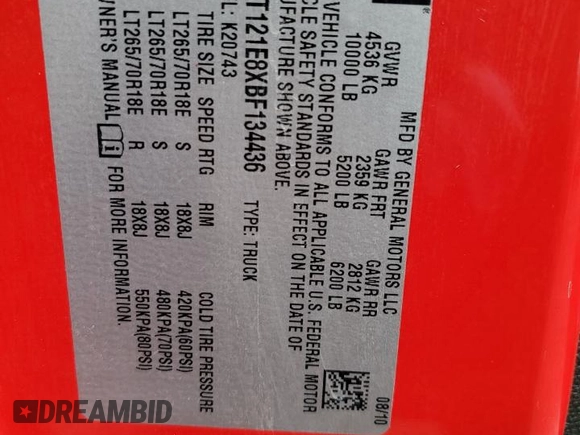 MFD BY GENERAL MOTORS LLC 08/10
GVWR GAWR FRT GAWR RR
4536 KG 2359 KG 2812 KG
10000 LB 5200 LB 6200 LB
VEHICLE CONFORMS TO ALL APPLICABLE U.S. FEDERAL MOTOR
CLE SAFETY STANDARDS IN EFFECT ON THE DATE OF
UFACTURE SHOWN ABOVE.
T121E8XBF134436 TYPE: TRUCK
L: K20743
TIRE SIZE SPEED RTG RIM COLD TIRE PRESSURE
LT265/70R18E S 18X8J 420KPA(60PSI)
LT265/70R18E S 18X8J 480KPA(70PSI)
LT265/70R18E R 18X8J 550KPA(80PSI)
WNER'S MANUAL FOR MORE INFORMATION.
DREAMBID